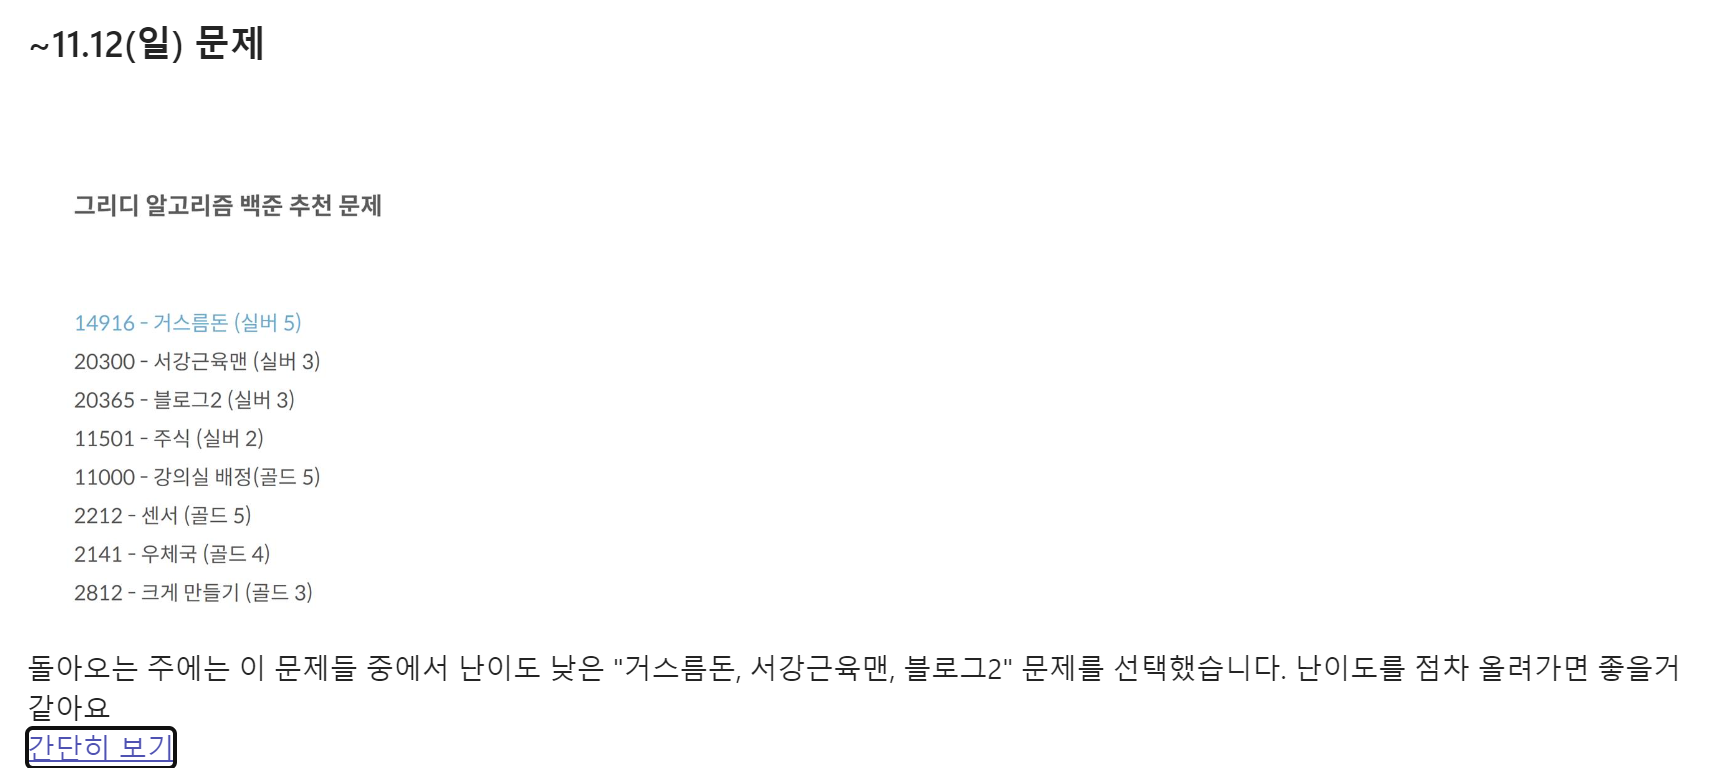 ~11.12(일) 문제
그리디 알고리즘 백준 추천 문제
14916 - 거스름돈 (실버 5)
20300 - 서강근육맨 (실버 3)
20365 - 블로그2 (실버 3)
11501 - 주식 (실버 2)
11000 - 강의실 배정(골드 5)
2212 - 센서 (골드 5)
2141 - 우체국 (골드 4)
2812 - 크게 만들기 (골드 3)
돌아오는 주에는 이 문제들 중에서 난이도 낮은 "거스름돈, 서강근육맨, 블로그2" 문제를 선택했습니다. 난이도를 점차 올려가면 좋을거
같아요
간단히 보기